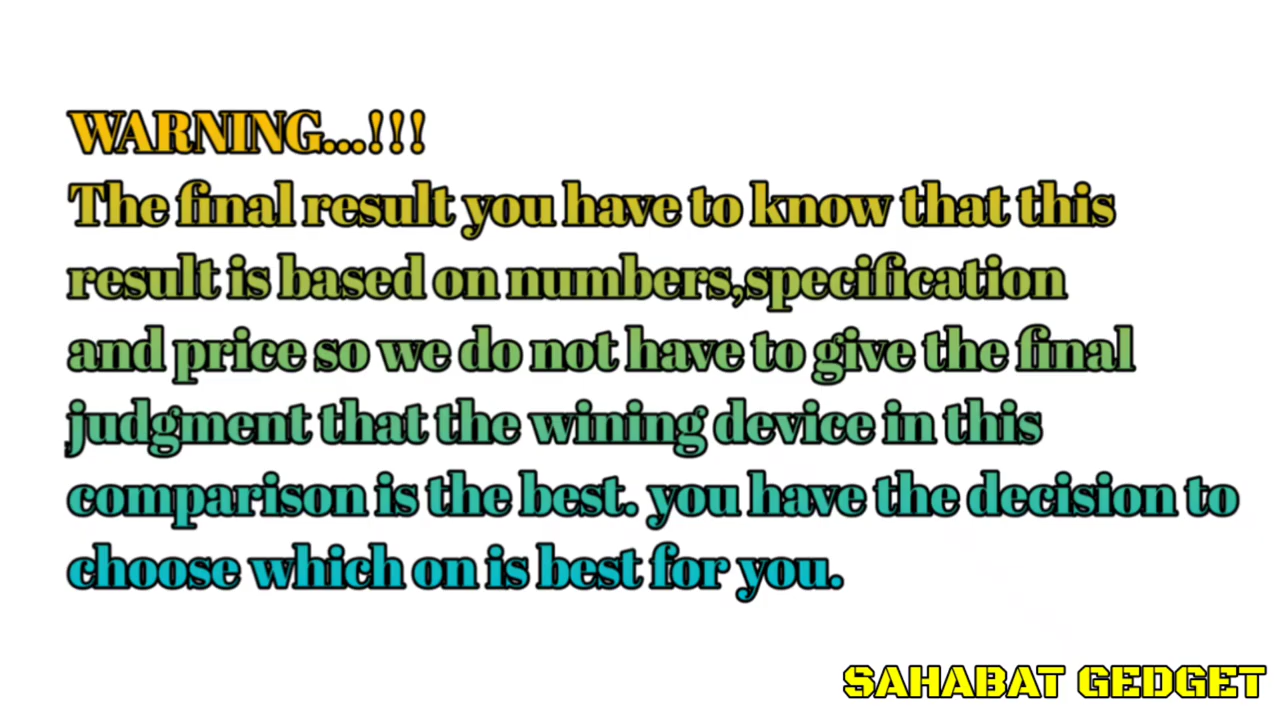 WARNING...!!!
The final result you have to know that this
result is based on numbers,specification
and price so we do not have to give the final
judgment that the wining device in this
comparison is the best. you have the decision to
choose which on is best for you.
SAHABAT GEDGET